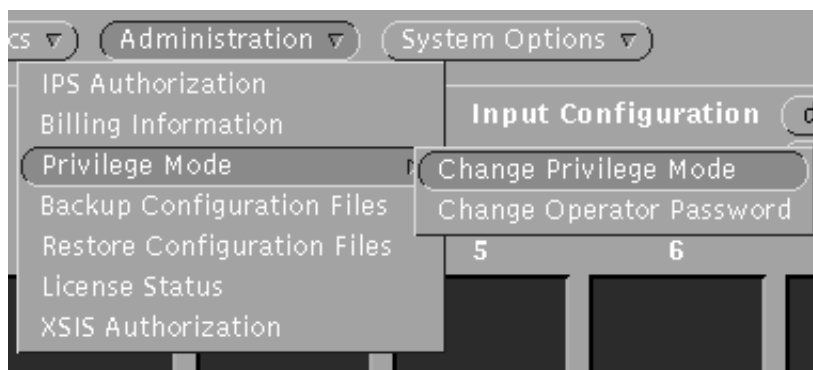 cs Administration System Options
IPS Authorization
Billing Information
Input Configuration
Privilege Mode
Change Privilege Mode
Backup Configuration Files
Change Operator Password
Restore Configuration Files
5 6
License Status
XSIS Authorization